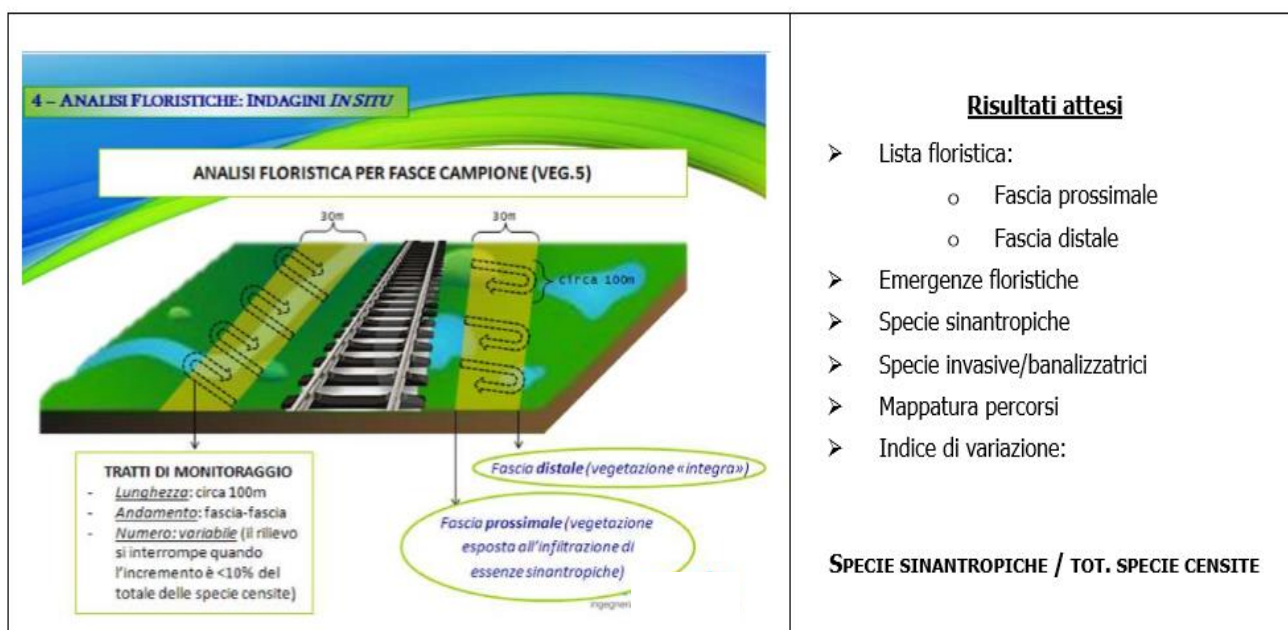 4 – ANALISI FLORISTICHE: INDAGINI IN SITU
ANALISI FLORISTICA PER FASCE CAMPIONE (VEG.5)
30m
30m
circa 100m
TRATTI DI MONITORAGGIO
- Lunghezza: circa 100m
- Andamento: fascia-fascia
- Numero: variabile (il rilievo
si interrompe quando
l'incremento è <10% del
totale delle specie censite)
Fascia distale (vegetazione «integra»)
Fascia prossimale (vegetazione
esposta all'infiltrazione di
essenze sinantropiche)
Risultati attesi
➢ Lista floristica:
o Fascia prossimale
o Fascia distale
➢ Emergenze floristiche
➢ Specie sinantropiche
➢ Specie invasive/banalizzatrici
➢ Mappatura percorsi
➢ Indice di variazione:
SPECIE SINANTROPICHE / TOT. SPECIE CENSITE